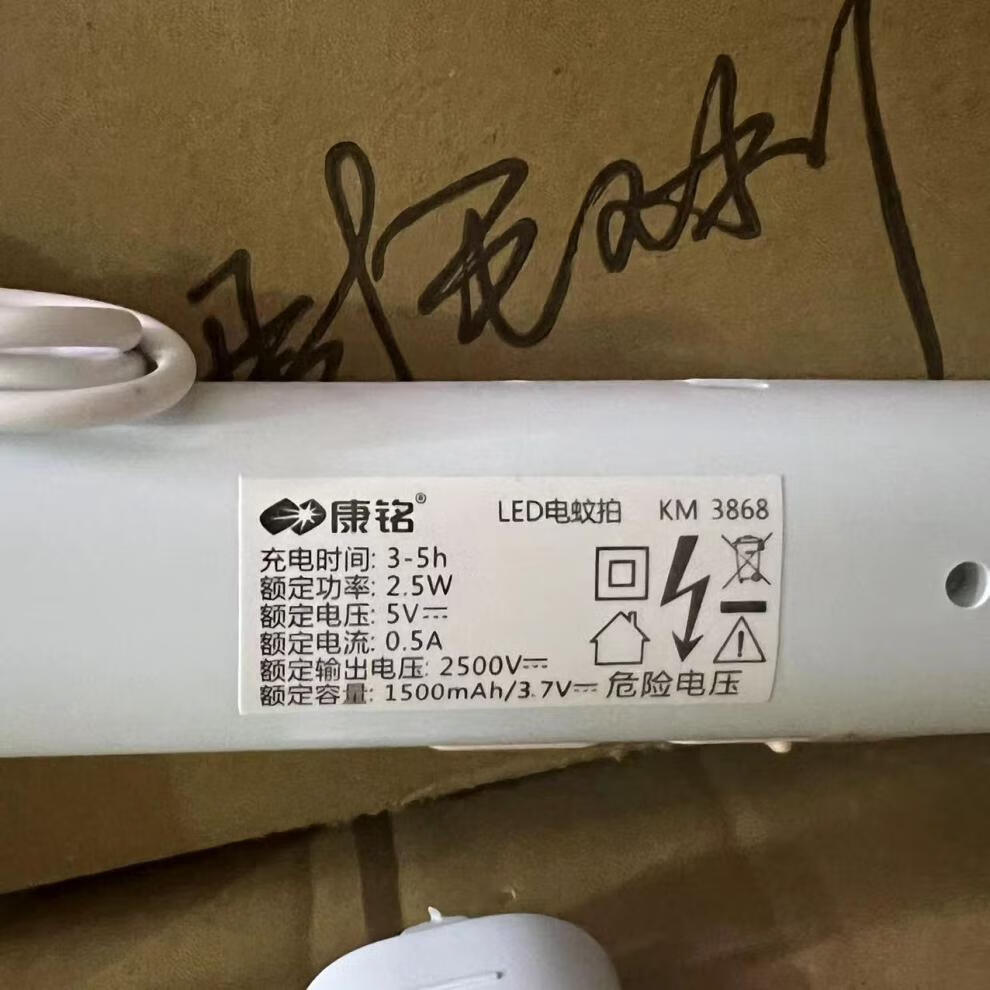 康铭®
LED电蚊拍 KM 3868
充电时间: 3-5h
额定功率: 2.5W
额定电压: 5V⎓
额定电流: 0.5A
额定输出电压: 2500V⎓
额定容量: 1500mAh/3.7V⎓
危险电压